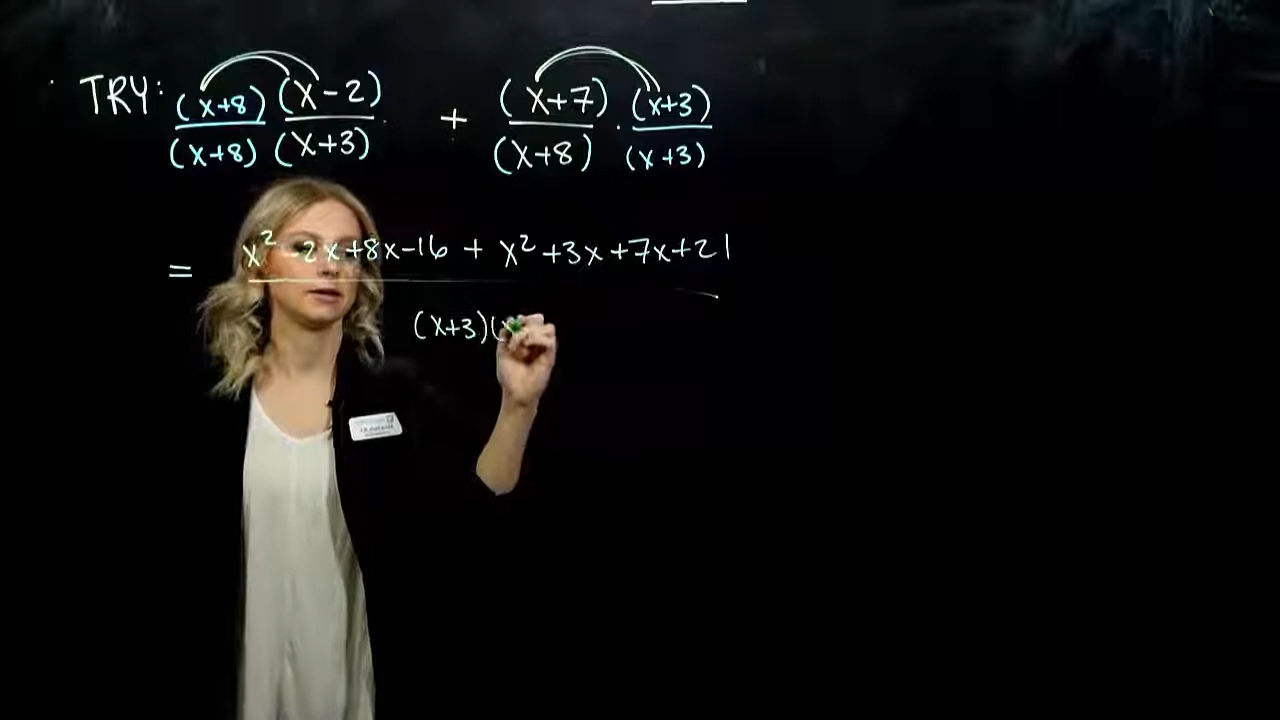 TRY: (x+8) (x-2) + (x+7) · (x+3)
(x+8) (x+3) (x+8) (x+3)
= x² -2x+8x-16 + x² +3x+7x+21
(x+3)(x